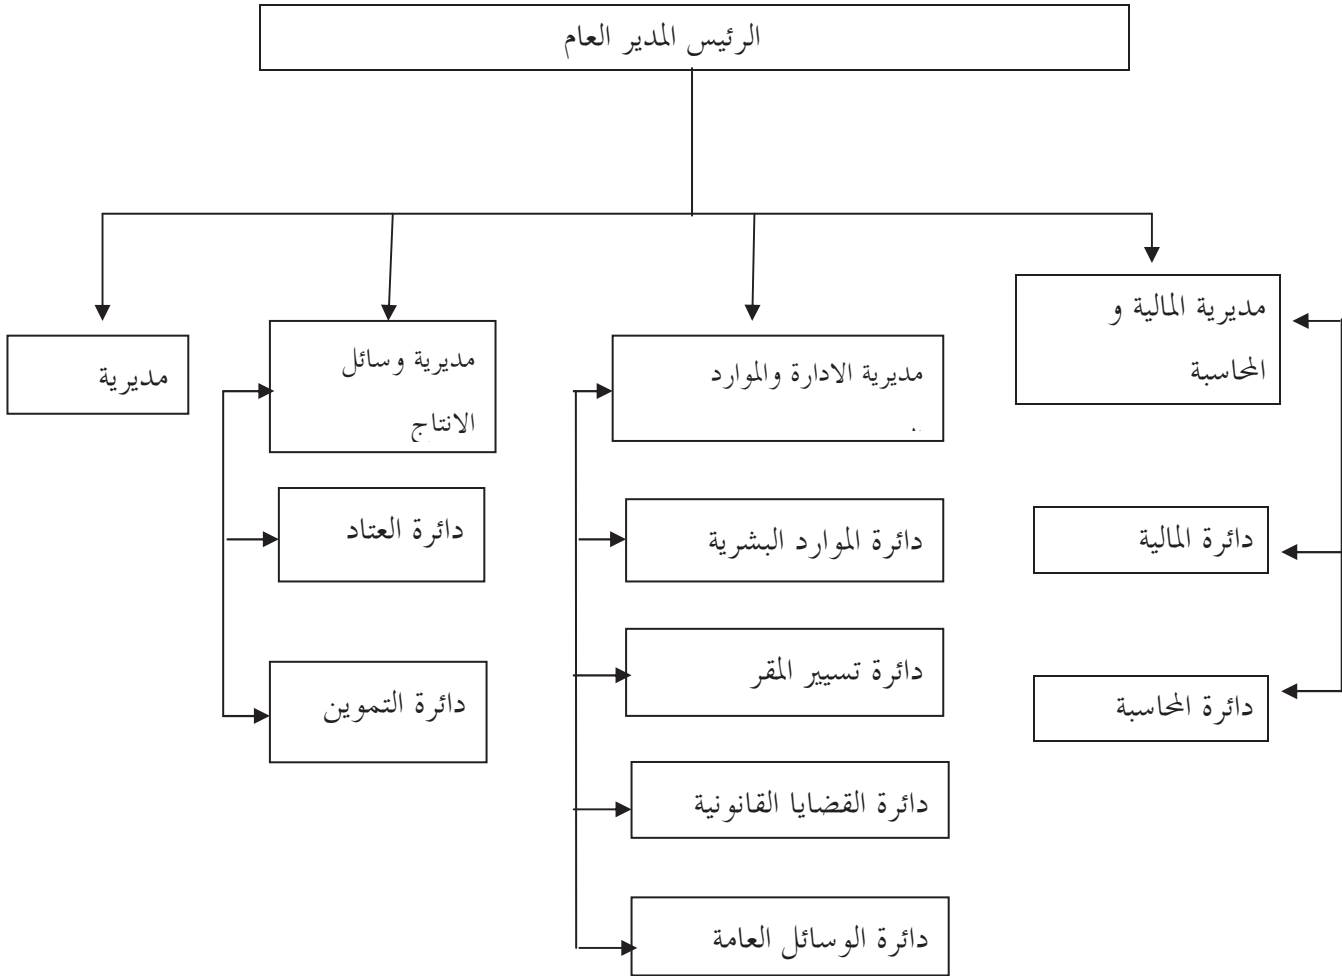 الرئيس المدير العام
مديرية المالية و
المحاسبة
مديرية الادارة والموارد
مديرية وسائل
الانتاج
مديرية
دائرة المالية
دائرة المحاسبة
دائرة الموارد البشرية
دائرة تسيير المقر
دائرة القضايا القانونية
دائرة الوسائل العامة
دائرة العتاد
دائرة التموين